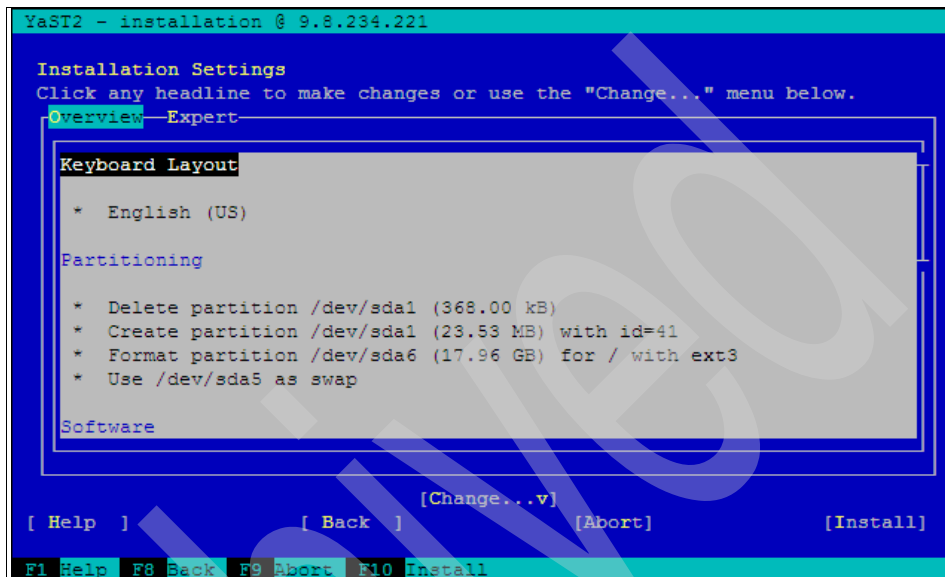 YaST2 - installation @ 9.8.234.221
Installation Settings
Click any headline to make changes or use the "Change..." menu below.
Overview Expert
Keyboard Layout
* English (US)
Partitioning
* Delete partition /dev/sda1 (368.00 kB)
* Create partition /dev/sda1 (23.53 MB) with id=41
* Format partition /dev/sda6 (17.96 GB) for / with ext3
* Use /dev/sda5 as swap
Software
[Change...v]
[ Help ] [ Back ] [Abort] [Install]
F1 Help F8 Back F9 Abort F10 Install
hived